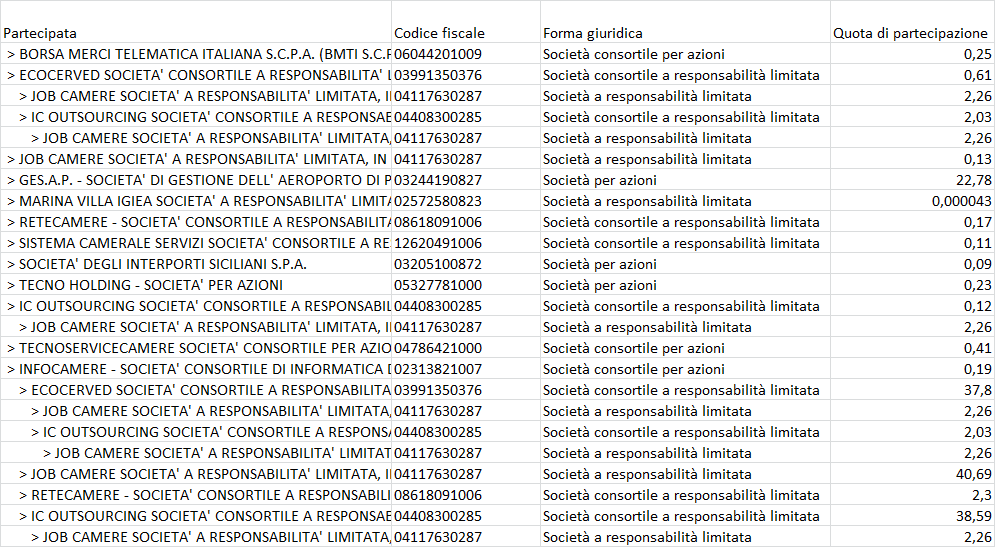 Partecipata Codice fiscale Forma giuridica Quota di partecipazione
> BORSA MERCI TELEMATICA ITALIANA S.C.P.A. (BMTI S.C.P 06044201009 Società consortile per azioni 0,25
> ECOCERVED SOCIETA' CONSORTILE A RESPONSABILITA' L 03991350376 Società consortile a responsabilità limitata 0,61
> JOB CAMERE SOCIETA' A RESPONSABILITA' LIMITATA, I 04117630287 Società a responsabilità limitata 2,26
> IC OUTSOURCING SOCIETA' CONSORTILE A RESPONSAB 04408300285 Società consortile a responsabilità limitata 2,03
> JOB CAMERE SOCIETA' A RESPONSABILITA' LIMITATA, 04117630287 Società a responsabilità limitata 2,26
> JOB CAMERE SOCIETA' A RESPONSABILITA' LIMITATA, IN 04117630287 Società a responsabilità limitata 0,13
> GES.A.P. - SOCIETA' DI GESTIONE DELL' AEROPORTO DI P 03244190827 Società per azioni 22,78
> MARINA VILLA IGIEA SOCIETA' A RESPONSABILITA' LIMITA 02572580823 Società a responsabilità limitata 0,000043
> RETECAMERE - SOCIETA' CONSORTILE A RESPONSABILITA 08618091006 Società consortile a responsabilità limitata 0,17
> SISTEMA CAMERALE SERVIZI SOCIETA' CONSORTILE A RE 12620491006 Società consortile a responsabilità limitata 0,11
> SOCIETA' DEGLI INTERPORTI SICILIANI S.P.A. 03205100872 Società per azioni 0,09
> TECNO HOLDING - SOCIETA' PER AZIONI 05327781000 Società per azioni 0,23
> IC OUTSOURCING SOCIETA' CONSORTILE A RESPONSABIL 04408300285 Società consortile a responsabilità limitata 0,12
> JOB CAMERE SOCIETA' A RESPONSABILITA' LIMITATA, I 04117630287 Società a responsabilità limitata 2,26
> TECNOSERVICECAMERE SOCIETA' CONSORTILE PER AZIO 04786421000 Società consortile per azioni 0,41
> INFOCAMERE - SOCIETA' CONSORTILE DI INFORMATICA D 02313821007 Società consortile per azioni 0,19
> ECOCERVED SOCIETA' CONSORTILE A RESPONSABILITA 03991350376 Società consortile a responsabilità limitata 37,8
> JOB CAMERE SOCIETA' A RESPONSABILITA' LIMITATA, 04117630287 Società a responsabilità limitata 2,26
> IC OUTSOURCING SOCIETA' CONSORTILE A RESPONSA 04408300285 Società consortile a responsabilità limitata 2,03
> JOB CAMERE SOCIETA' A RESPONSABILITA' LIMITAT 04117630287 Società a responsabilità limitata 2,26
> JOB CAMERE SOCIETA' A RESPONSABILITA' LIMITATA, I 04117630287 Società a responsabilità limitata 40,69
> RETECAMERE - SOCIETA' CONSORTILE A RESPONSABILI 08618091006 Società consortile a responsabilità limitata 2,3
> IC OUTSOURCING SOCIETA' CONSORTILE A RESPONSAB 04408300285 Società consortile a responsabilità limitata 38,59
> JOB CAMERE SOCIETA' A RESPONSABILITA' LIMITATA, 04117630287 Società a responsabilità limitata 2,26